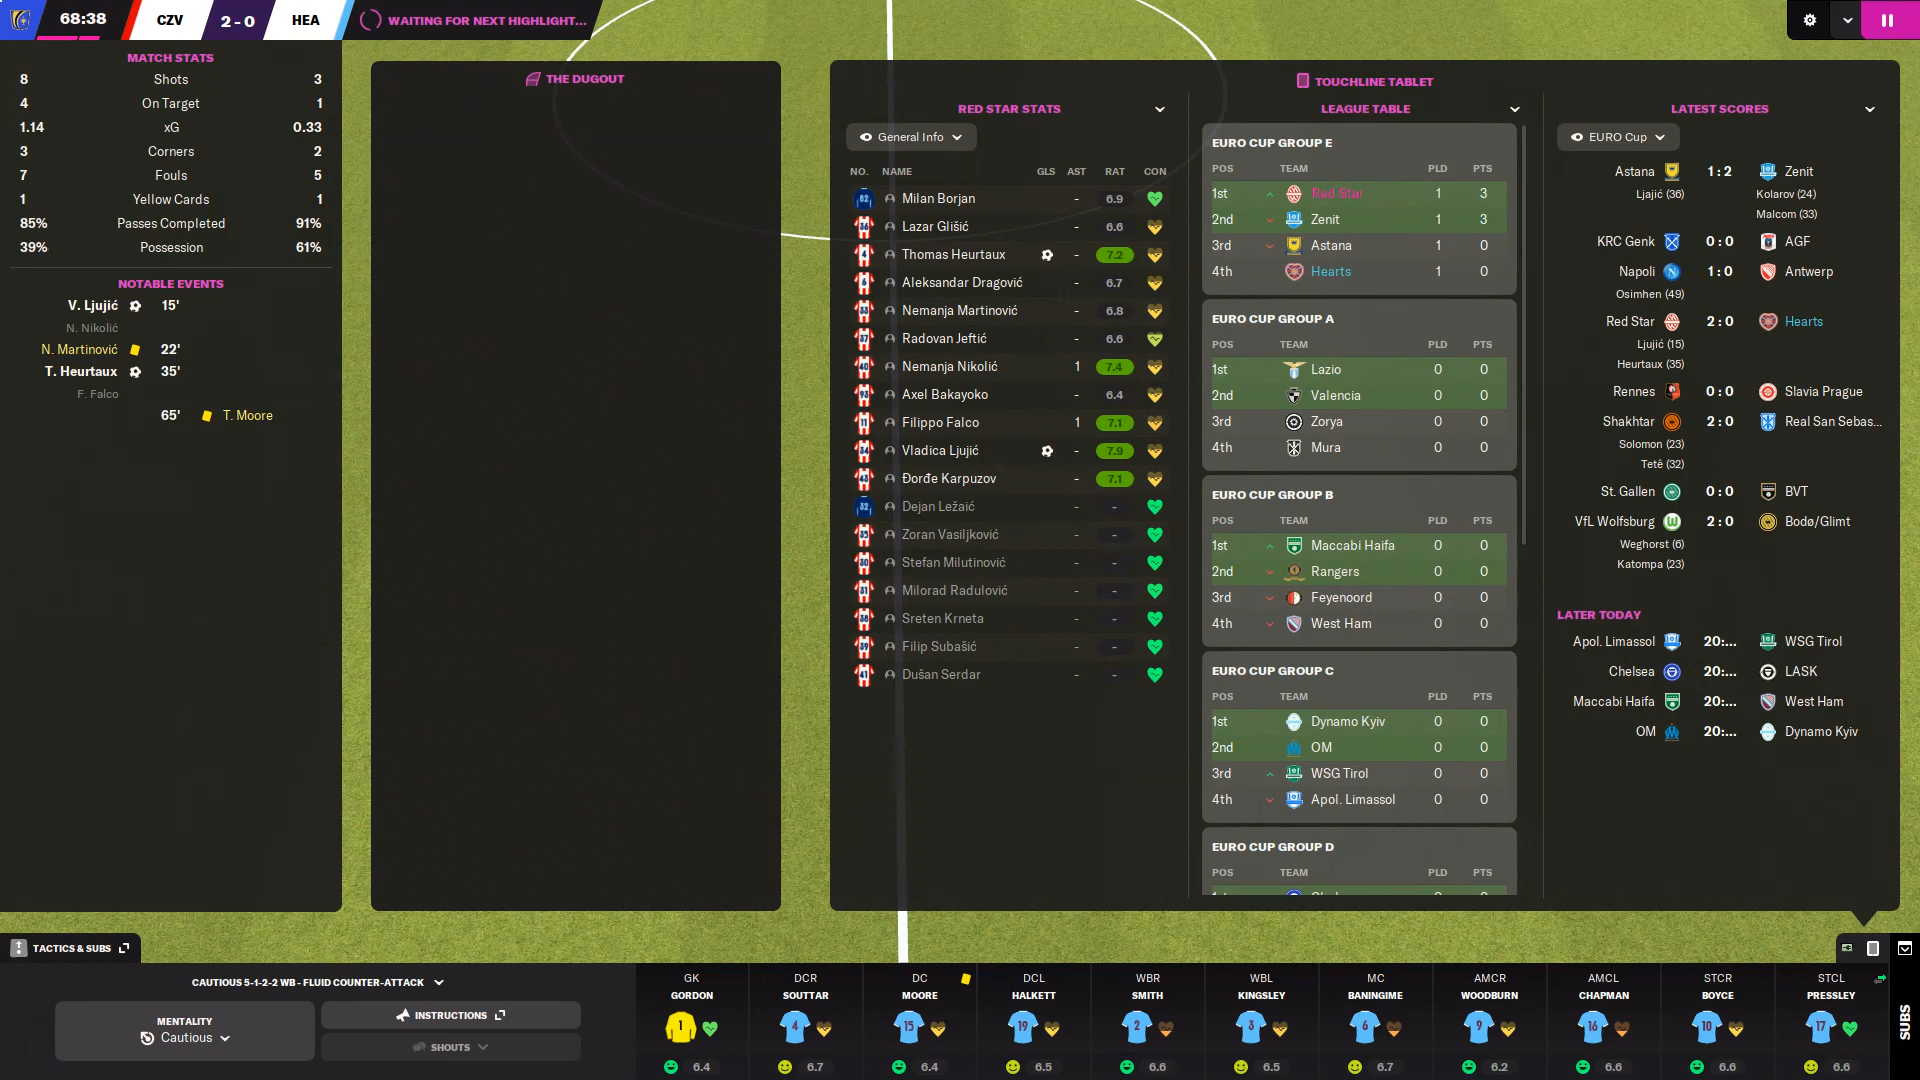 68:38 CZV 2 - 0 HEA WAITING FOR NEXT HIGHLIGHT...
MATCH STATS
8 Shots 3
4 On Target 1
1.14 xG 0.33
3 Corners 2
7 Fouls 5
1 Yellow Cards 1
85% Passes Completed 91%
39% Possession 61%
NOTABLE EVENTS
V. Ljujić 15'
N. Nikolić
N. Martinović 22'
T. Heurtaux 35'
F. Falco
65' T. Moore
THE DUGOUT
TOUCHLINE TABLET
RED STAR STATS
General Info
NO. NAME GLS AST RAT CON
82 Milan Borjan - 6.9
36 Lazar Glišić - 6.6
4 Thomas Heurtaux - 7.2
6 Aleksandar Dragović - 6.7
33 Nemanja Martinović - 6.8
37 Radovan Jeftić - 6.6
40 Nemanja Nikolić 1 7.4
93 Axel Bakayoko - 6.4
11 Filippo Falco 1 7.1
34 Vladica Ljujić - 7.9
43 Đorđe Karpuzov - 7.1
32 Dejan Ležaić - -
35 Zoran Vasiljković - -
30 Stefan Milutinović - -
31 Milorad Radulović - -
38 Sreten Krneta - -
39 Filip Subašić - -
41 Dušan Serdar - -
LEAGUE TABLE
EURO CUP GROUP E
POS TEAM PLD PTS
1st Red Star 1 3
2nd Zenit 1 3
3rd Astana 1 0
4th Hearts 1 0
EURO CUP GROUP A
POS TEAM PLD PTS
1st Lazio 0 0
2nd Valencia 0 0
3rd Zorya 0 0
4th Mura 0 0
EURO CUP GROUP B
POS TEAM PLD PTS
1st Maccabi Haifa 0 0
2nd Rangers 0 0
3rd Feyenoord 0 0
4th West Ham 0 0
EURO CUP GROUP C
POS TEAM PLD PTS
1st Dynamo Kyiv 0 0
2nd OM 0 0
3rd WSG Tirol 0 0
4th Apol. Limassol 0 0
EURO CUP GROUP D
POS TEAM PLD PTS
LATEST SCORES
EURO Cup
Astana 1 : 2 Zenit
Ljajić (36) Kolarov (24)
Malcom (33)
KRC Genk 0 : 0 AGF
Napoli 1 : 0 Antwerp
Osimhen (49)
Red Star 2 : 0 Hearts
Ljujić (15)
Heurtaux (35)
Rennes 0 : 0 Slavia Prague
Shakhtar 2 : 0 Real San Sebas...
Solomon (23)
Tetê (32)
St. Gallen 0 : 0 BVT
VfL Wolfsburg 2 : 0 Bodø/Glimt
Weghorst (6)
Katompa (23)
LATER TODAY
Apol. Limassol 20:... WSG Tirol
Chelsea 20:... LASK
Maccabi Haifa 20:... West Ham
OM 20:... Dynamo Kyiv
TACTICS & SUBS
CAUTIOUS 5-1-2-2 WB - FLUID COUNTER-ATTACK
MENTALITY
Cautious
INSTRUCTIONS
SHOUTS
GK DCR DC DCL WBR WBL MC AMCR AMCL STCR STCL
GORDON SOUTTAR MOORE HALKETT SMITH KINGSLEY BANINGIME WOODBURN CHAPMAN BOYCE PRESSLEY
1 4 15 19 2 3 6 9 16 10 17
6.4 6.7 6.4 6.5 6.6 6.5 6.7 6.2 6.6 6.6 6.6
SUBS